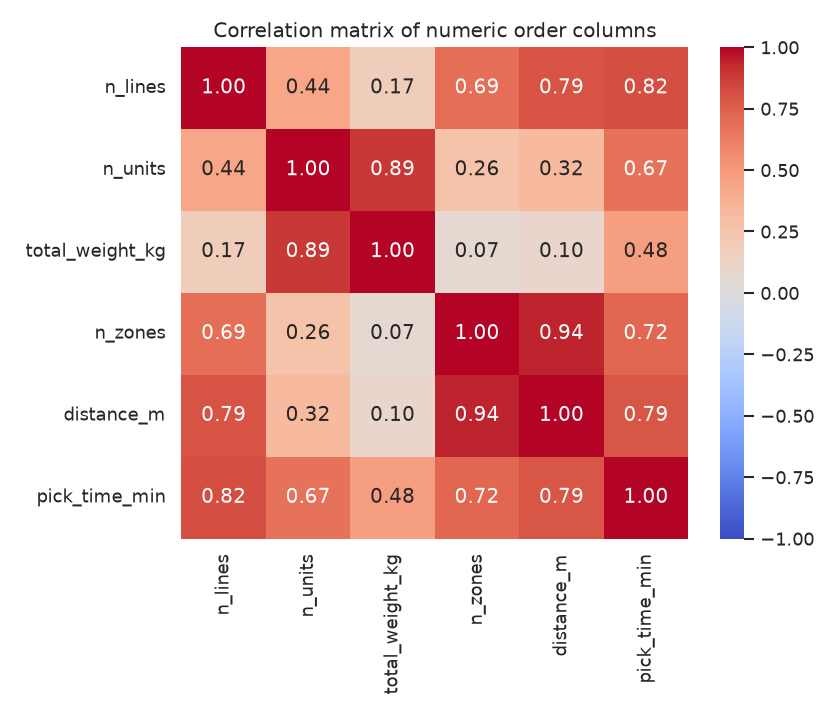 Correlation matrix of numeric order columns
n_lines 1.00 0.44 0.17 0.69 0.79 0.82
n_units 0.44 1.00 0.89 0.26 0.32 0.67
total_weight_kg 0.17 0.89 1.00 0.07 0.10 0.48
n_zones 0.69 0.26 0.07 1.00 0.94 0.72
distance_m 0.79 0.32 0.10 0.94 1.00 0.79
pick_time_min 0.82 0.67 0.48 0.72 0.79 1.00
n_lines
n_units
total_weight_kg
n_zones
distance_m
pick_time_min
1.00
0.75
0.50
0.25
0.00
−0.25
−0.50
−0.75
−1.00